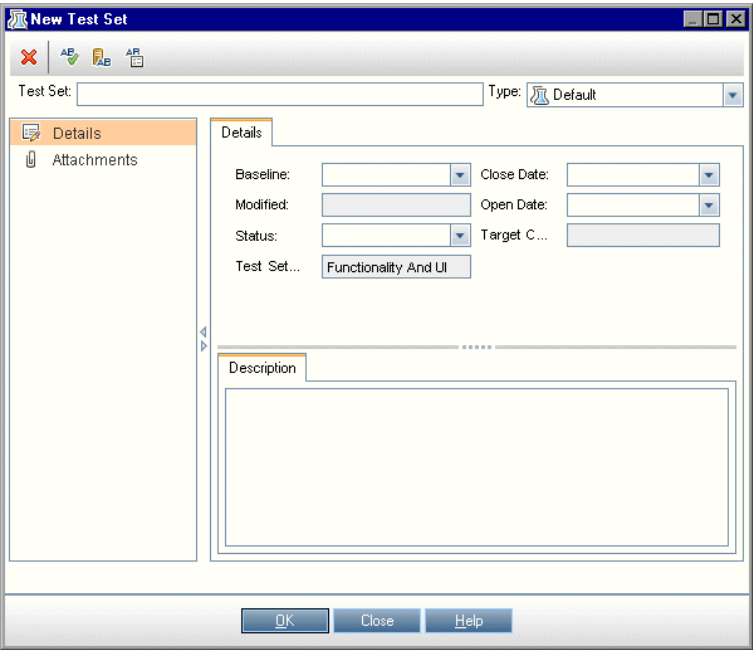 New Test Set
Test Set:
Type: Default
Details
Attachments
Details
Baseline:
Close Date:
Modified:
Open Date:
Status:
Target C...
Test Set...
Functionality And UI
Description
OK
Close
Help